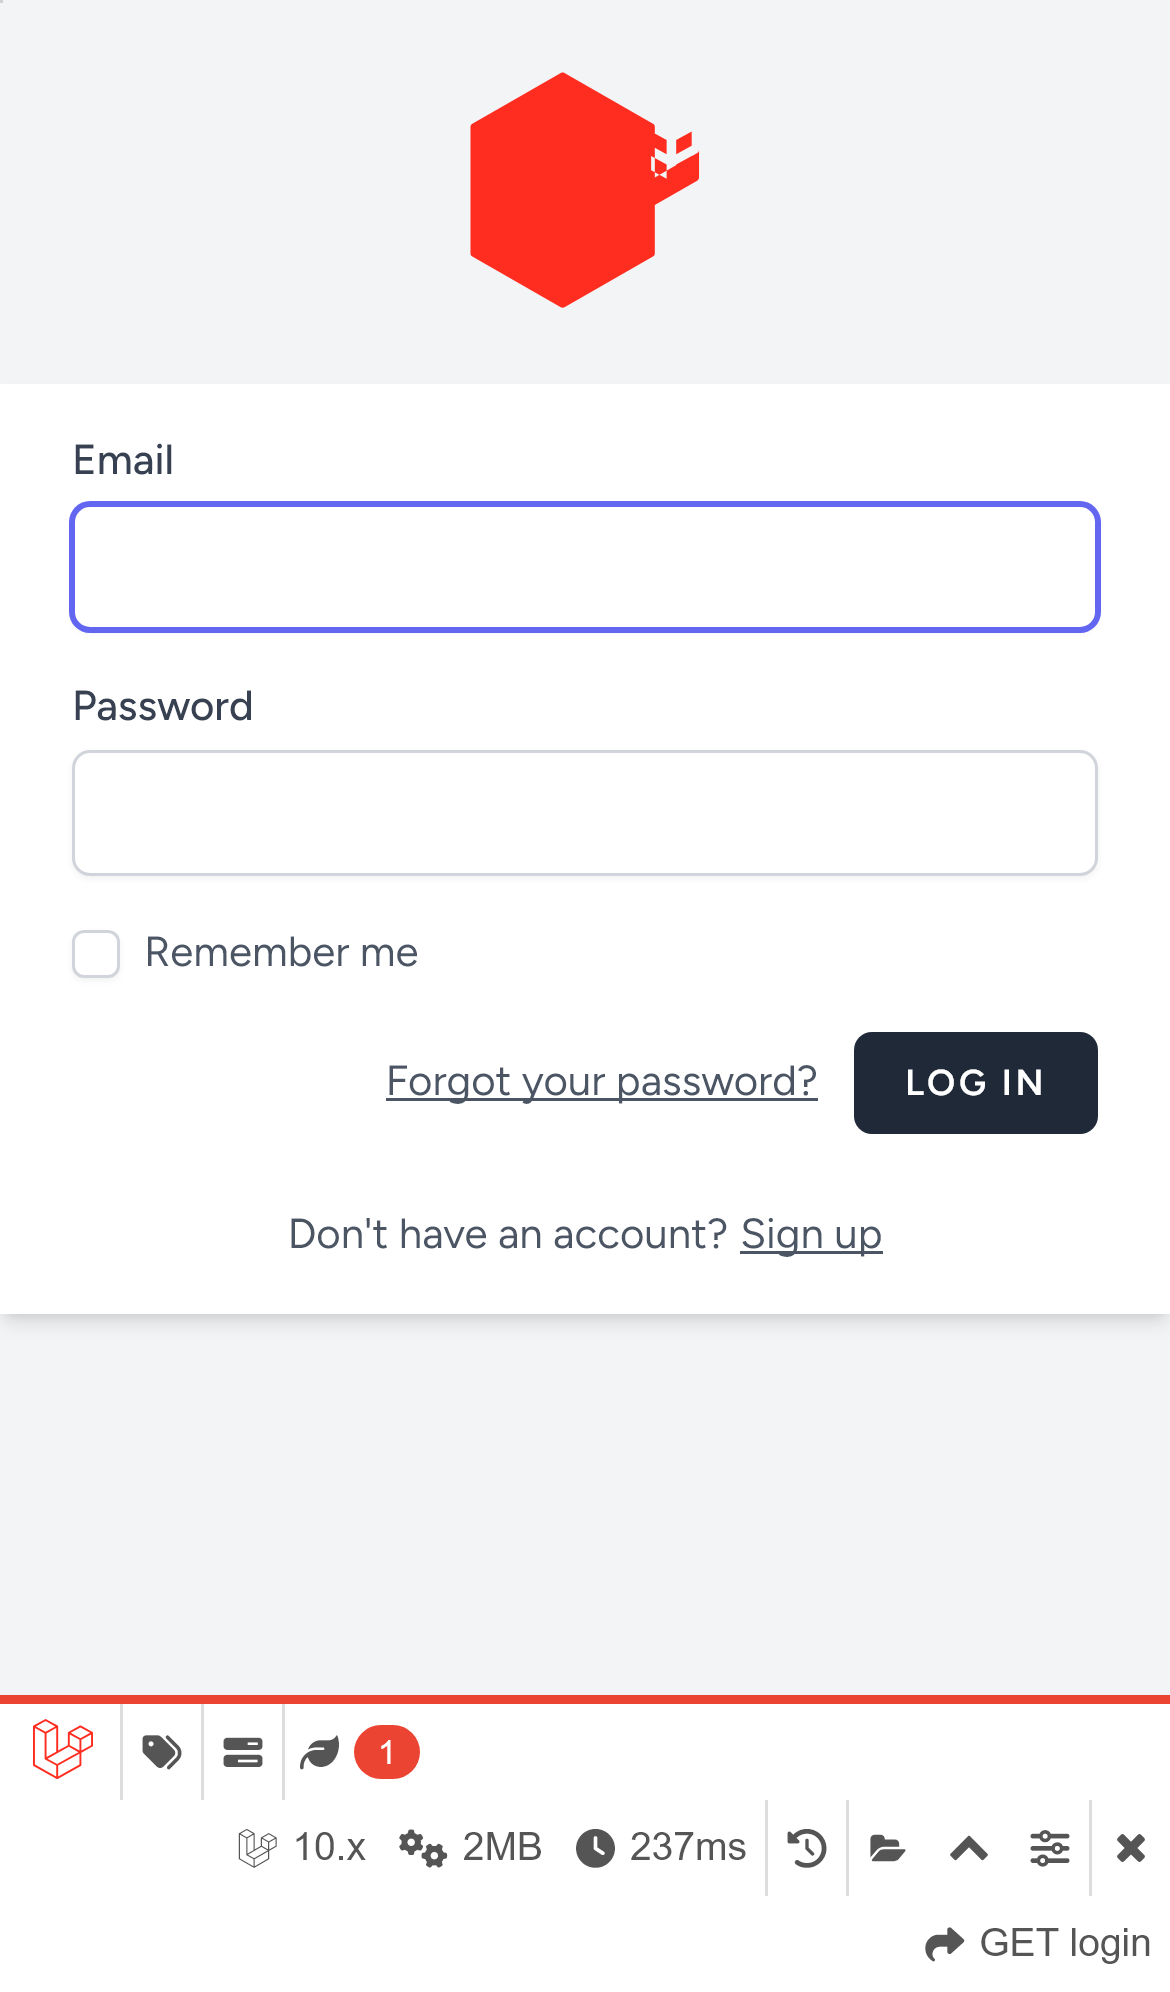 Email
Password
Remember me
Forgot your password? LOG IN
Don't have an account? Sign up
1
10.x 2MB 237ms
GET login